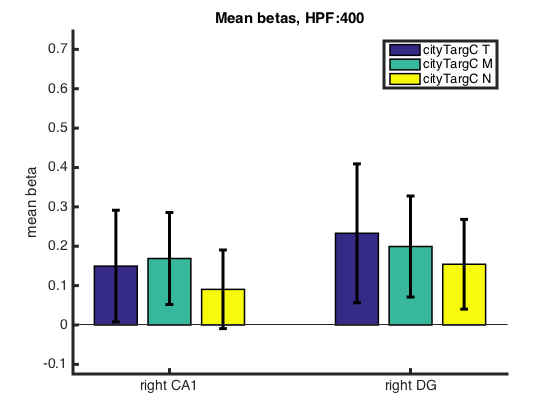 Mean betas, HPF:400
cityTargC T
cityTargC M
cityTargC N
mean beta
0.7
0.6
0.5
0.4
0.3
0.2
0.1
0
-0.1
right CA1
right DG